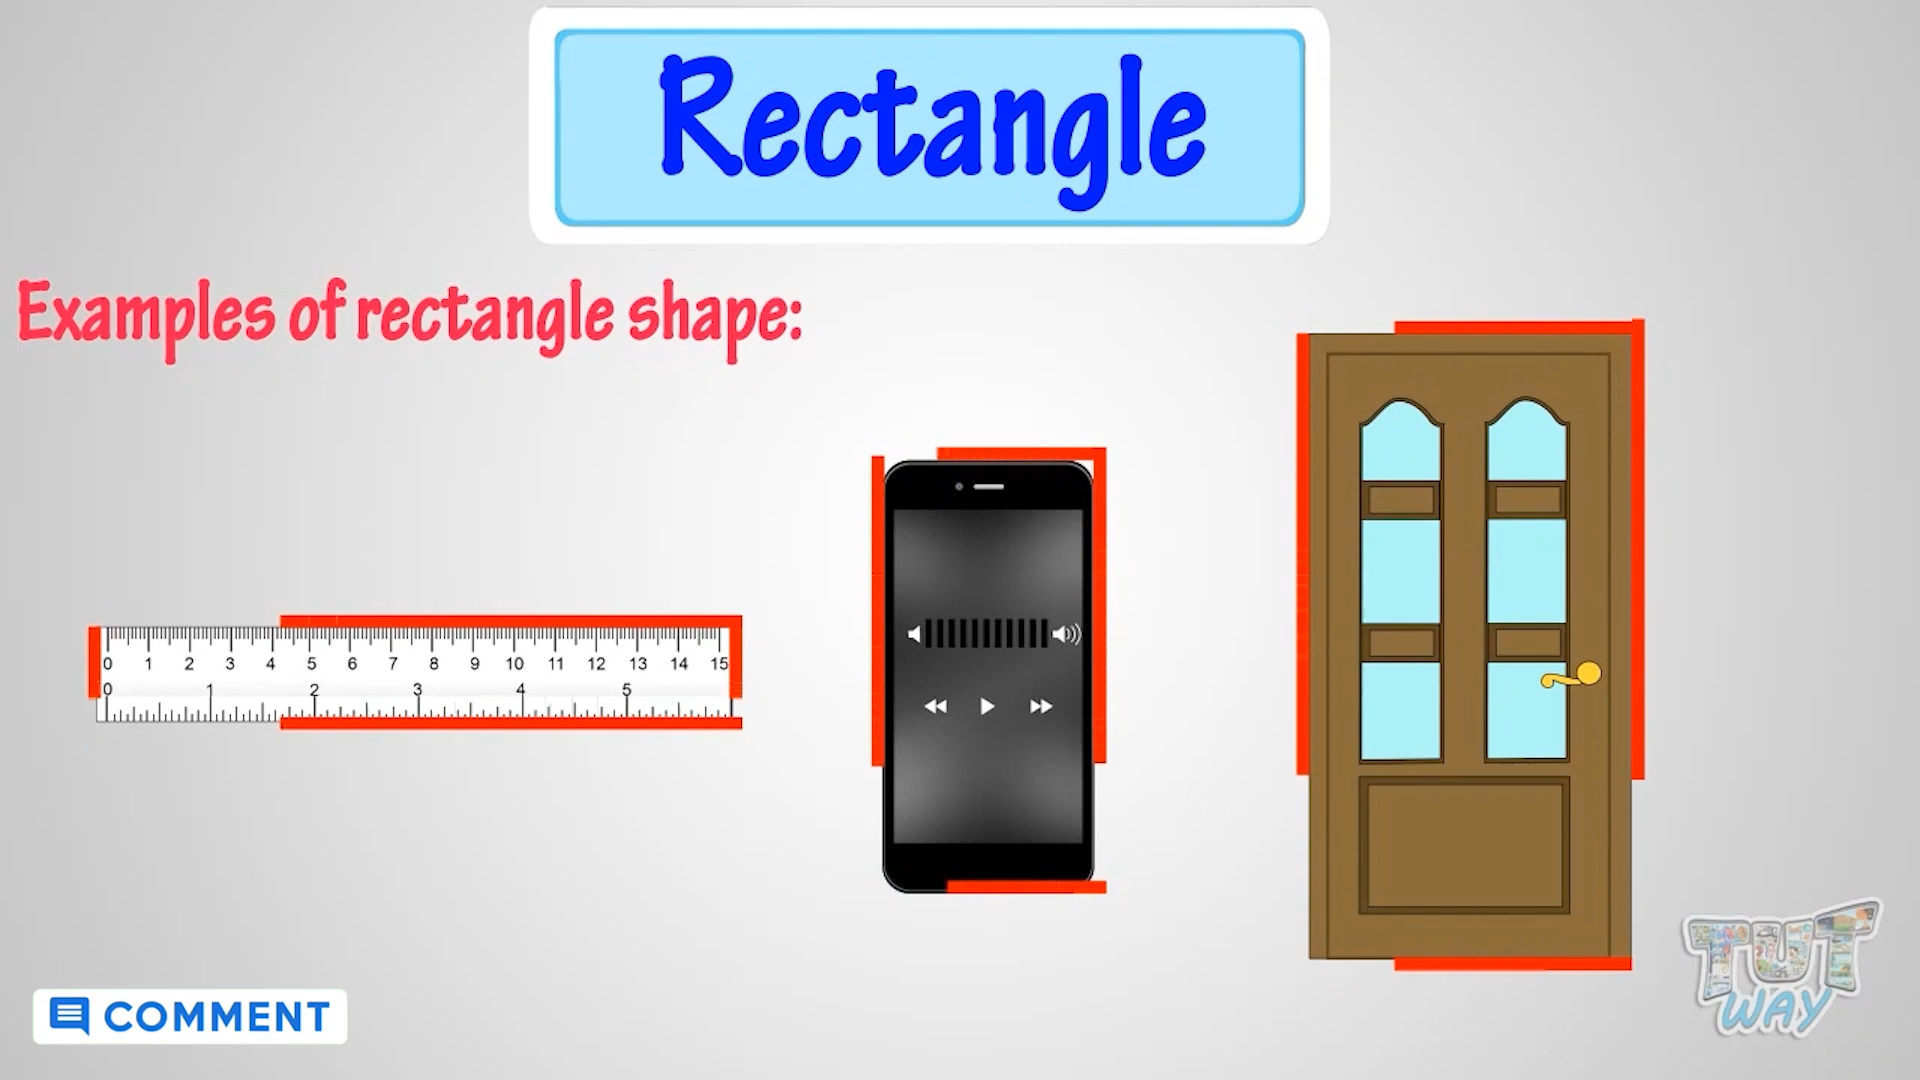 Rectangle
Examples of rectangle shape:
0 1 2 3 4 5 6 7 8 9 10 11 12 13 14 15
0 1 2 3 4 5
COMMENT
TUT
WAY